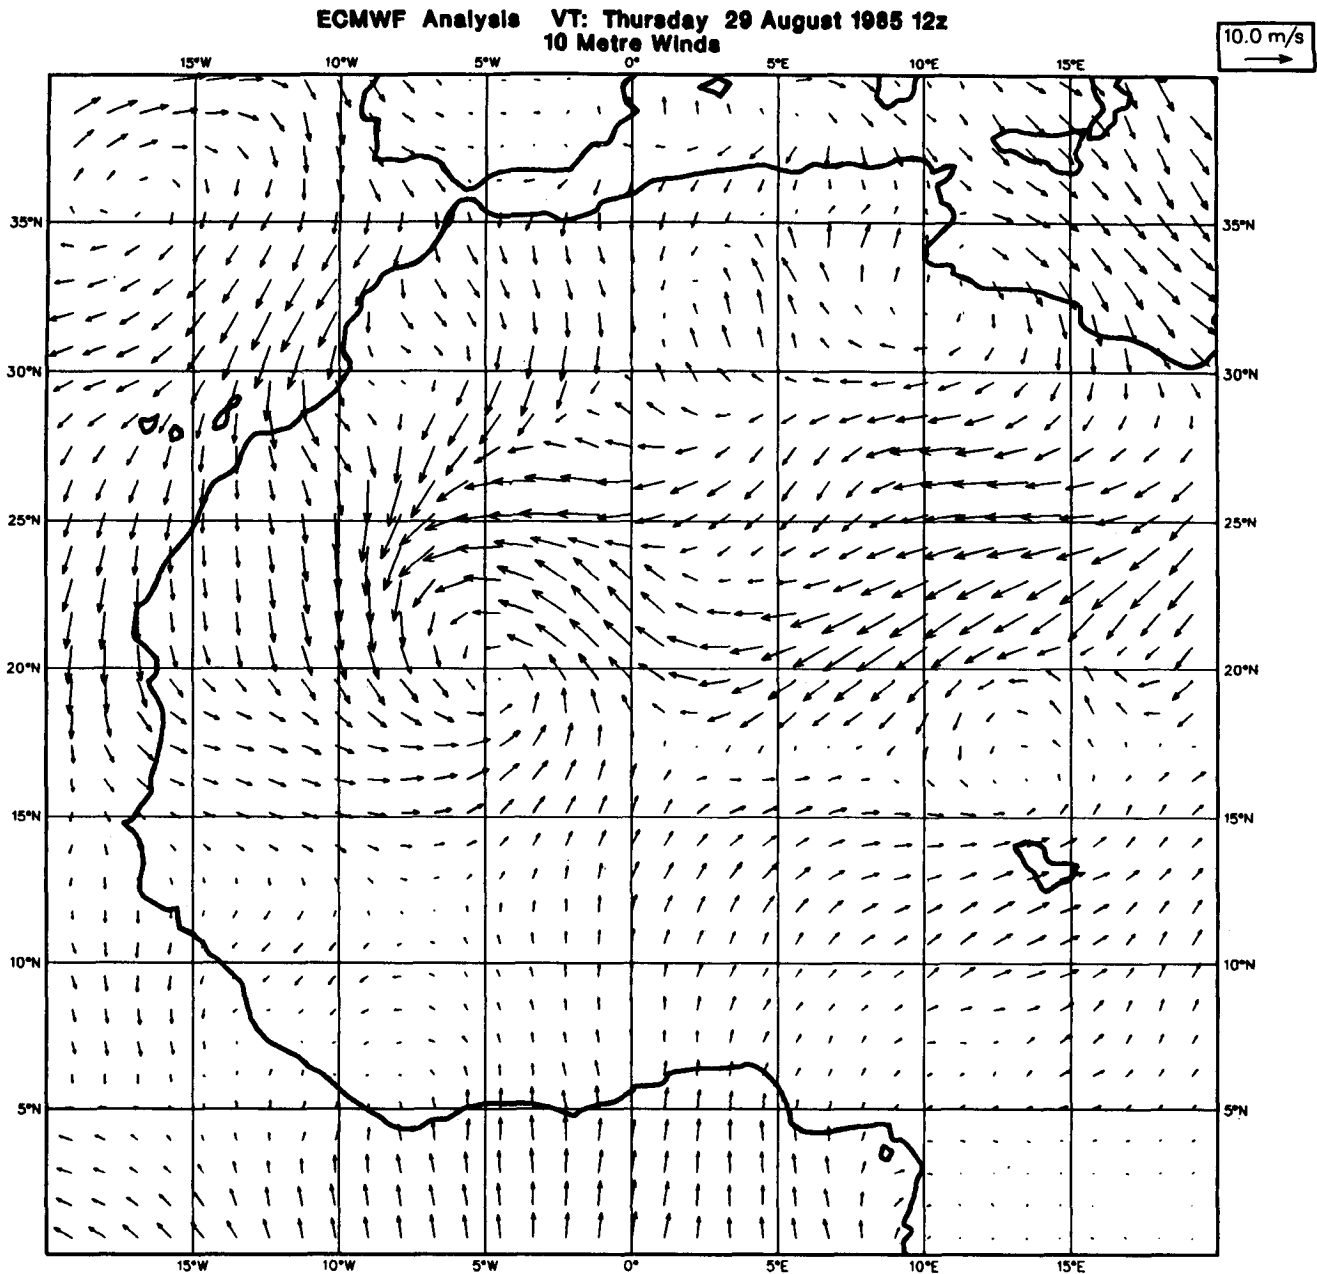 ECMWF Analysis VT: Thursday 29 August 1985 12z
10 Metre Winds
10.0 m/s
15°W 10°W 5°W 0° 5°E 10°E 15°E
35°N 35°N
30°N 30°N
25°N 25°N
20°N 20°N
15°N 15°N
10°N 10°N
5°N 5°N
15°W 10°W 5°W 0° 5°E 10°E 15°E